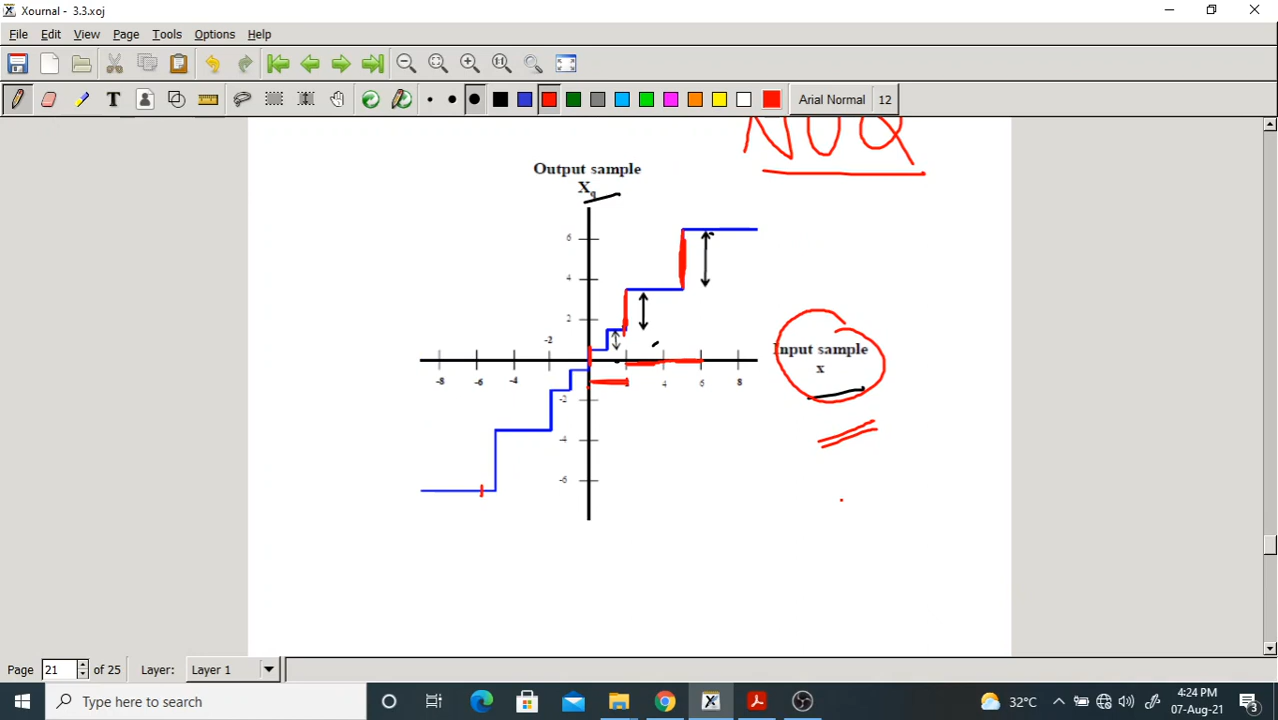 Xournal - 3.3.xoj
File Edit View Page Tools Options Help
Arial Normal 12
NUQ
Output sample
Xq
6
4
2
-2
-8 -6 -4 4 6 8
-2
-4
-6
Input sample
x
Page 21 of 25 Layer: Layer 1
Type here to search
32°C
4:24 PM
07-Aug-21
3